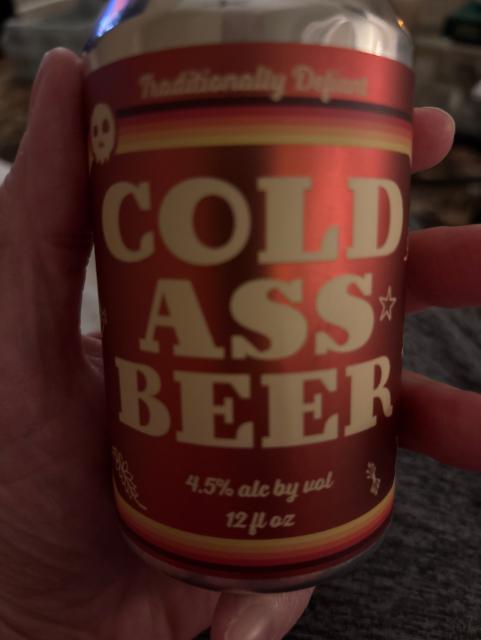 Traditionally Defiant
COLD
ASS
BEER
4.5% alc by vol
12 fl oz